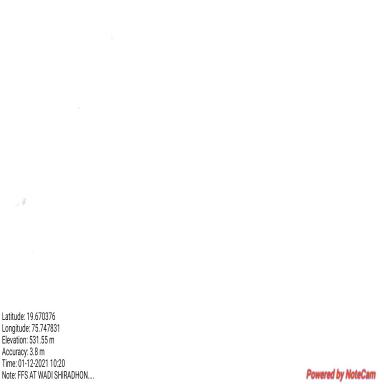 Latitude: 19.670376
Longitude: 75.747831
Elevation: 531.55 m
Accuracy: 3.8 m
Time: 01-12-2021 10:20
Note: FFS AT WADI SHIRADHON....
Powered by NoteCam